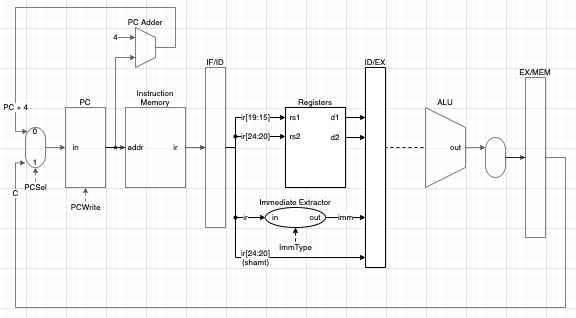 PC Adder
4
IF/ID
ID/EX
EX/MEM
PC + 4
PC
Instruction
Memory
Registers
ALU
0
1
in
addr
ir
ir[19:15]
rs1
d1
ir[24:20]
rs2
d2
out
PCSel
C
PCWrite
Immediate Extractor
ir
in
out
imm
ImmType
ir[24:20]
(shamt)